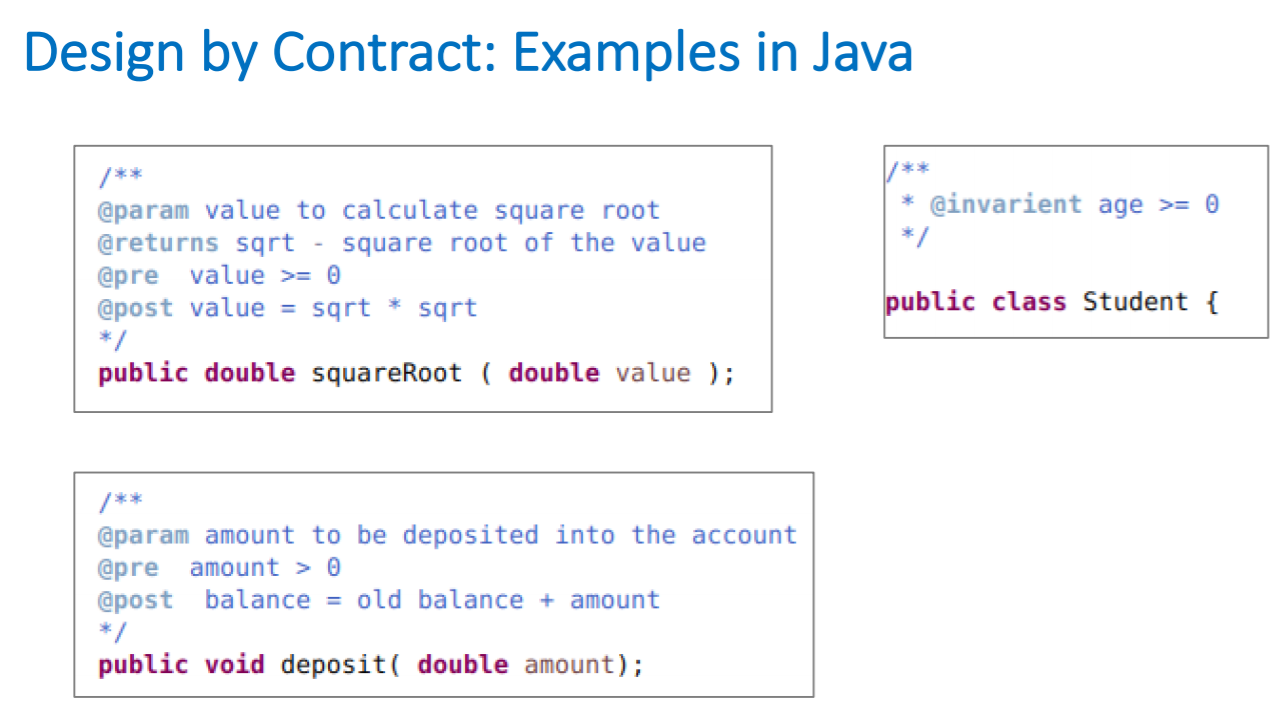 Design by Contract: Examples in Java
/**
@param value to calculate square root
@returns sqrt - square root of the value
@pre  value >= 0
@post value = sqrt * sqrt
*/
public double squareRoot ( double value );
/**
 * @invarient age >= 0
 */
public class Student {
/**
@param amount to be deposited into the account
@pre  amount > 0
@post  balance = old balance + amount
*/
public void deposit( double amount);